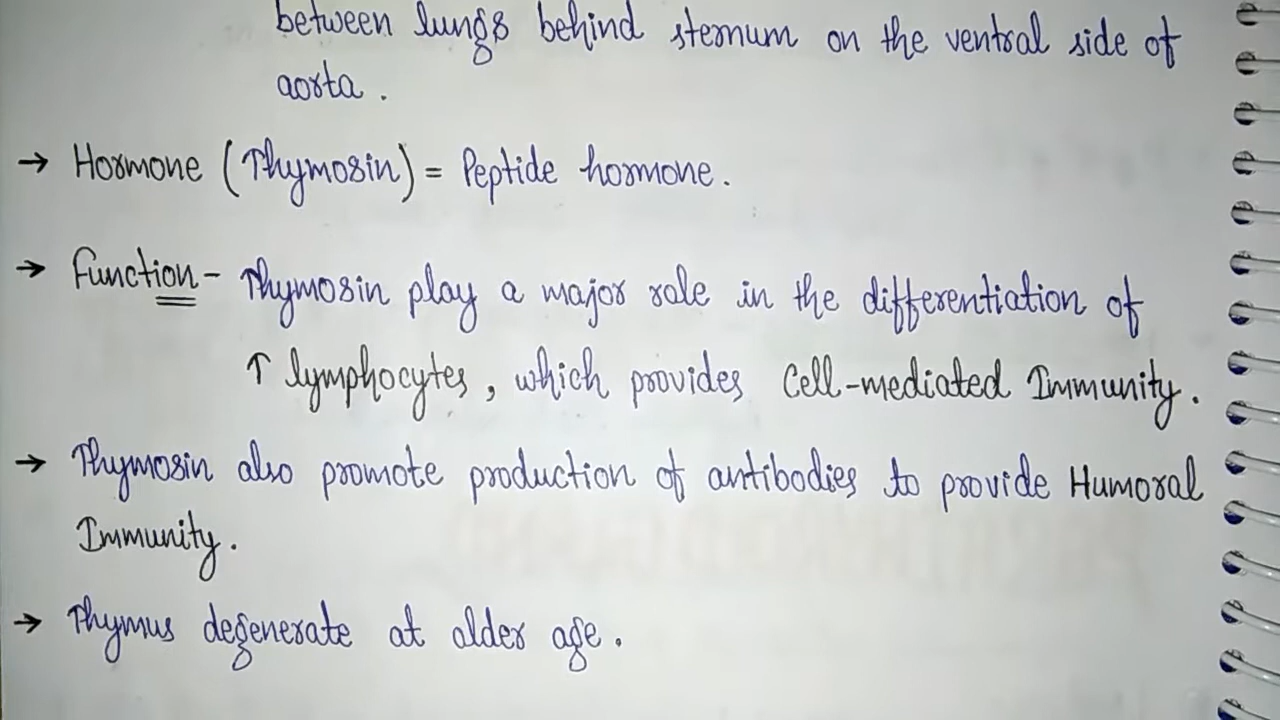 between lungs behind sternum on the ventral side of
aorta.
→ Hormone (Thymosin) = Peptide hormone.
→ Function - Thymosin play a major role in the differentiation of
↑ lymphocytes, which provides Cell-mediated Immunity.
→ Thymosin also promote production of antibodies to provide Humoral
Immunity.
→ Thymus degenerate at older age.